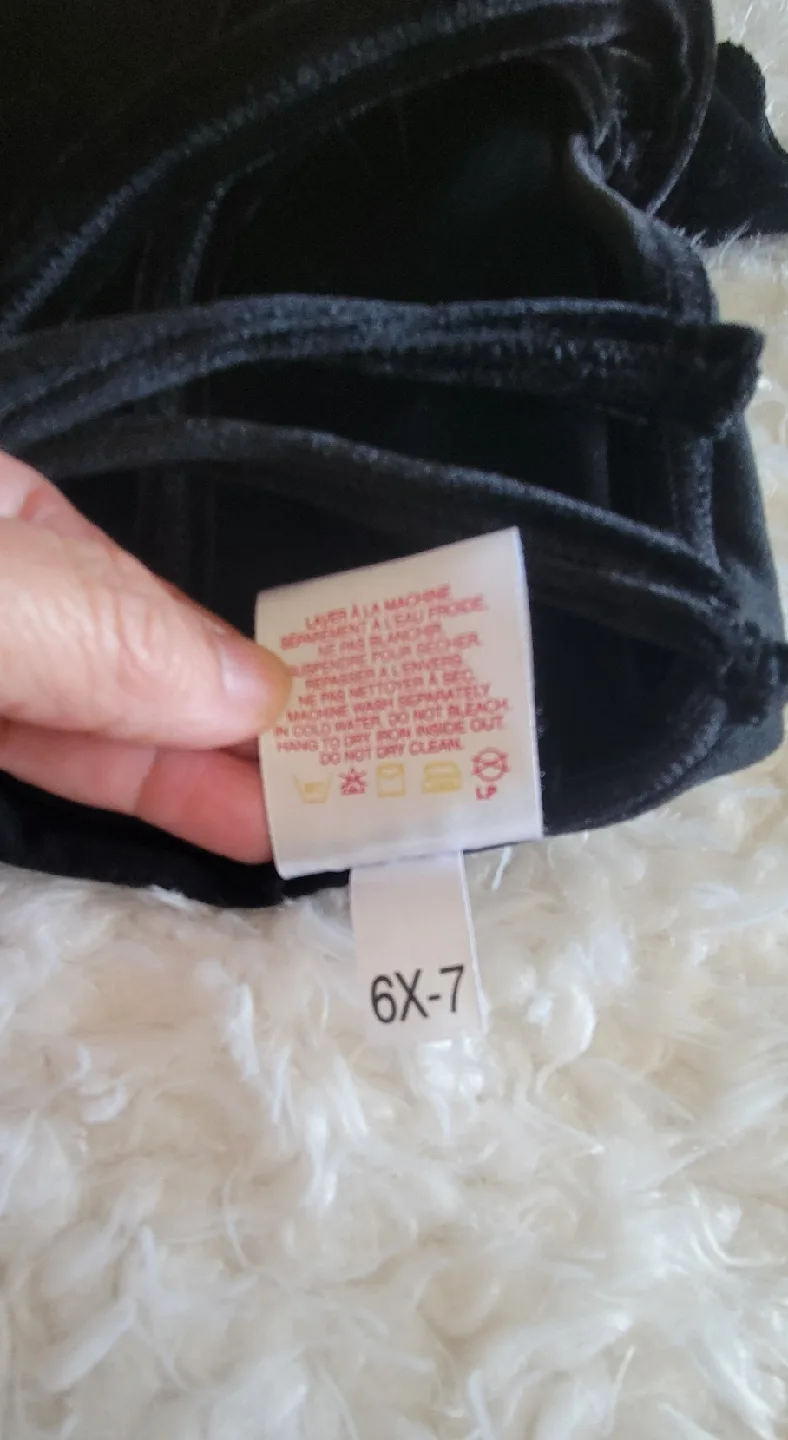 LAVER À LA MACHINE
SÉPARÉMENT À L'EAU FROIDE.
NE PAS BLANCHIR.
SUSPENDRE POUR SÉCHER.
REPASSER À L'ENVERS.
NE PAS NETTOYER À SEC.
MACHINE WASH SEPARATELY
IN COLD WATER, DO NOT BLEACH.
HANG TO DRY IRON INSIDE OUT.
DO NOT DRY CLEAN.
LP
6X-7